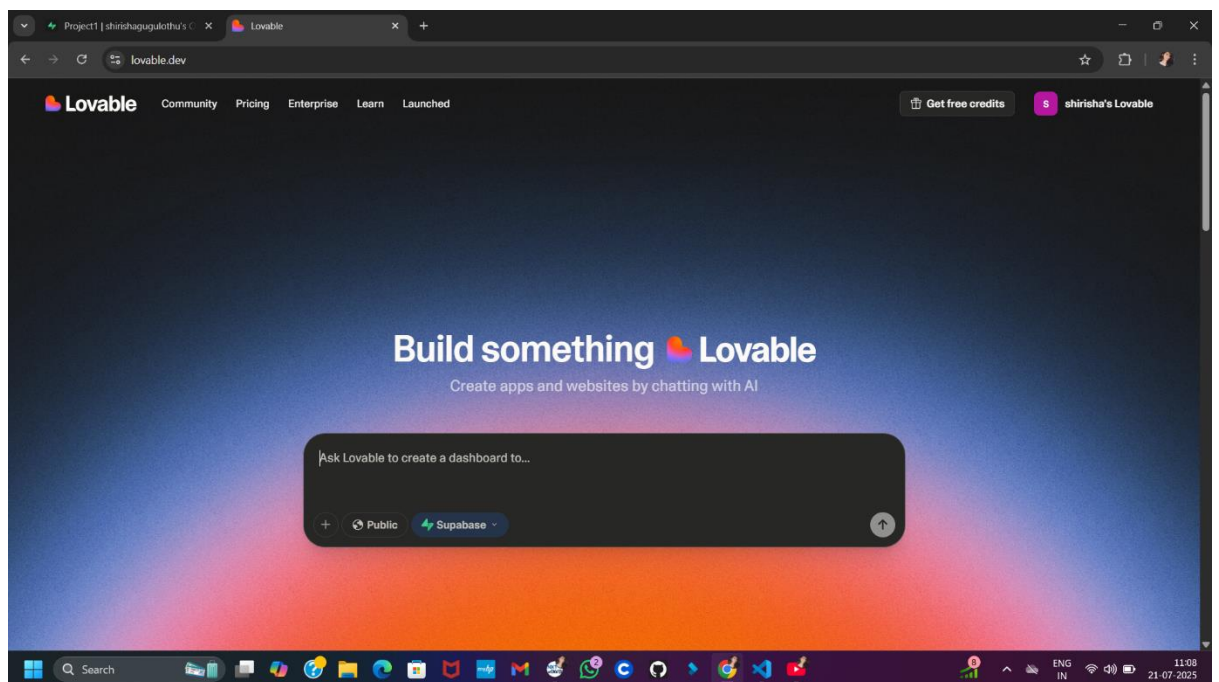 Project1 | shirishagugulothu's O
Lovable
lovable.dev
Lovable Community Pricing Enterprise Learn Launched Get free credits S shirisha's Lovable
Build something Lovable
Create apps and websites by chatting with AI
Ask Lovable to create a dashboard to...
Public Supabase
Search 2 8 ENG 11:08
IN 21-07-2025